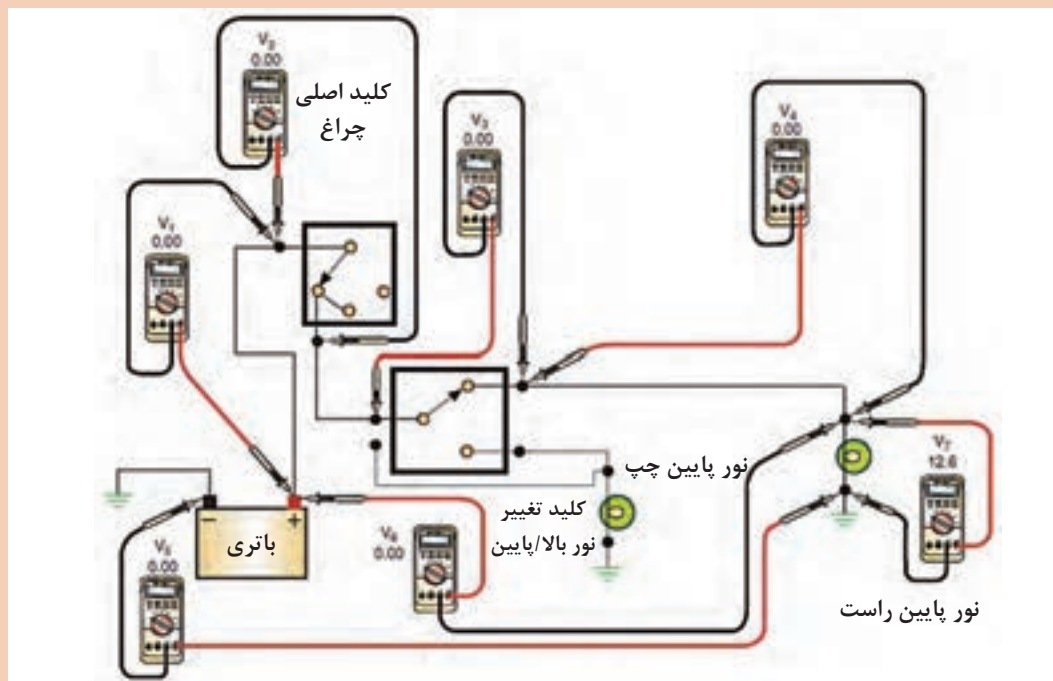 V₂
0.00
کلید اصلی
چراغ
V₃
0.00
V₄
0.00
V₁
0.00
نور پایین چپ
V₇
12.6
کلید تغییر
نور بالا/پایین
−
+
باتری
V₆
0.00
V₅
0.00
نور پایین راست